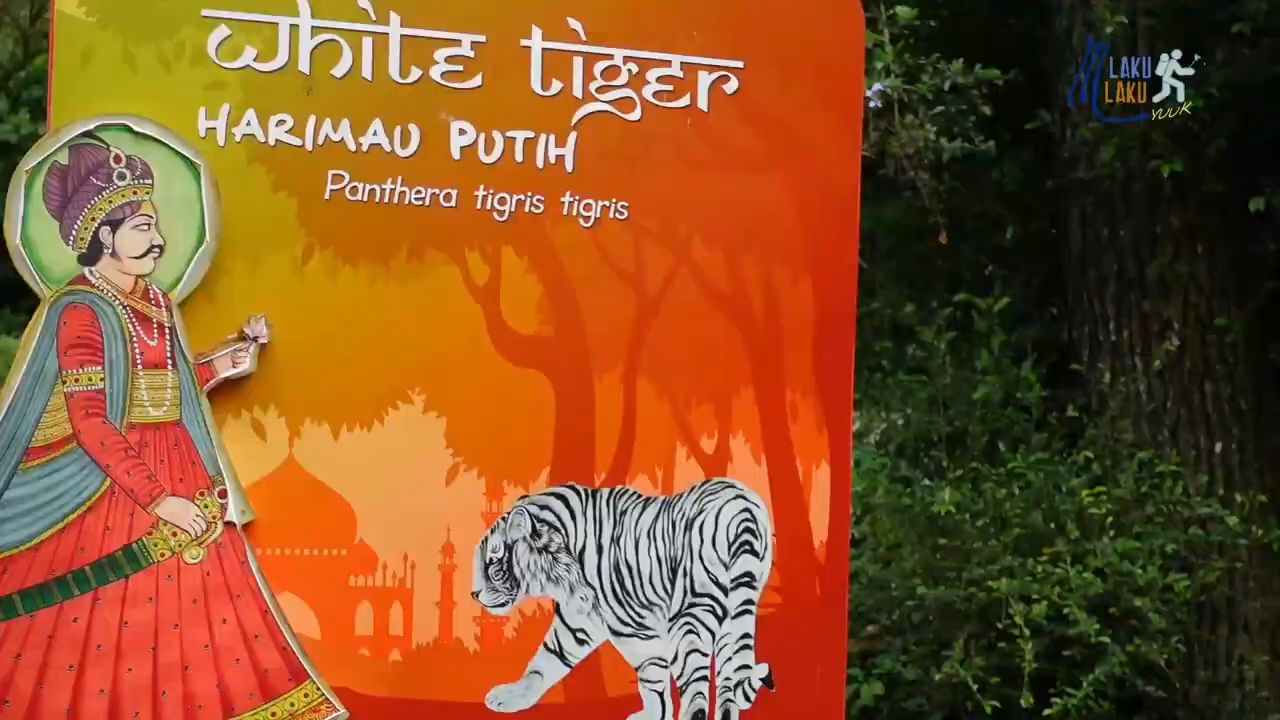 white tiger
HARIMAU PUTIH
Panthera tigris tigris
LAKU
LAKU
YUUK